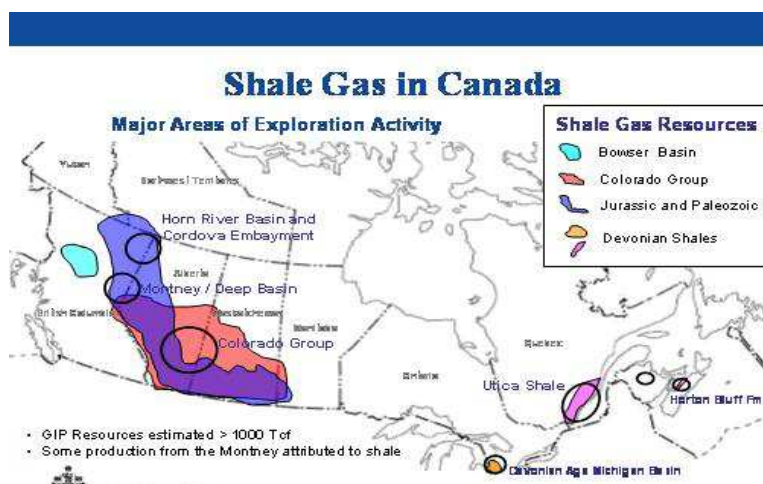 Shale Gas in Canada
Major Areas of Exploration Activity
Shale Gas Resources
Bowser Basin
Colorado Group
Jurassic and Paleozoic
Devonian Shales
Yukon
Horn River Basin and
Cordova Embayment
Alberta
Montney / Deep Basin
British Columbia
Saskatchewan
Manitoba
Colorado Group
Ontario
Quebec
Utica Shale
Horton Bluff Fm
Devonian Age Michigan Basin
• GIP Resources estimated > 1000 Tcf
• Some production from the Montney attributed to shale